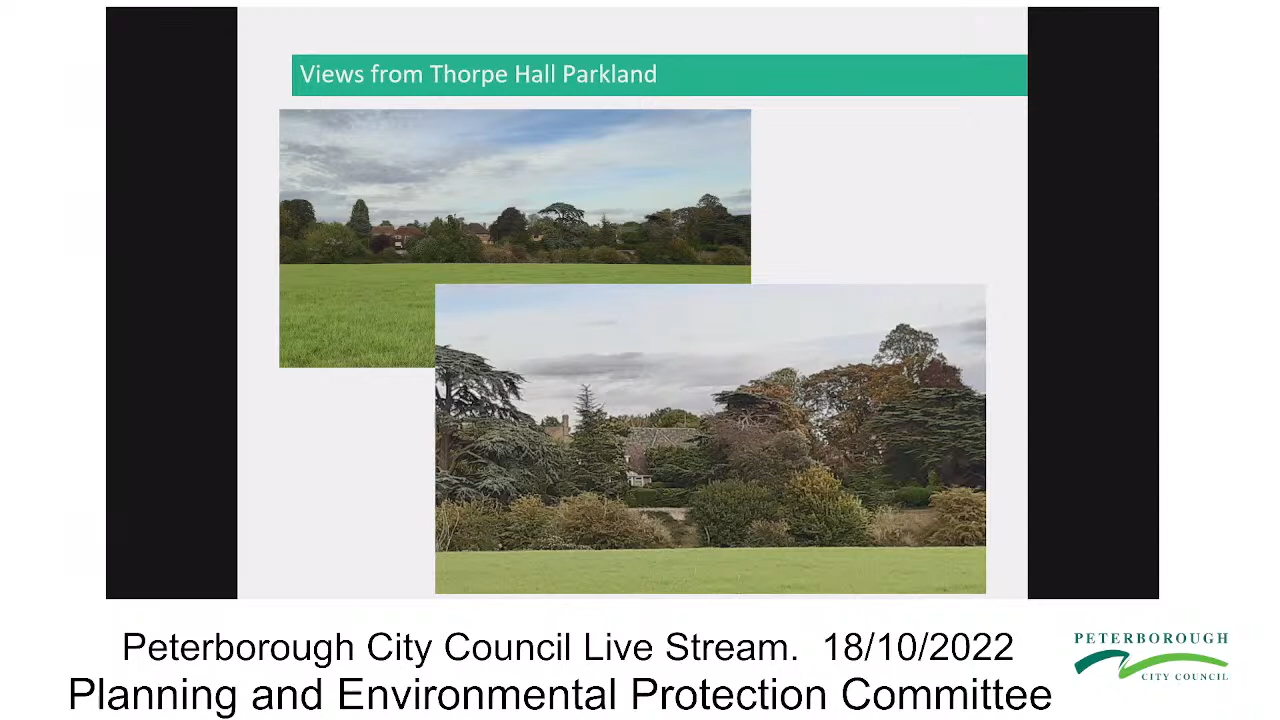 Views from Thorpe Hall Parkland
Peterborough City Council Live Stream. 18/10/2022
Planning and Environmental Protection Committee
PETERBOROUGH
CITY COUNCIL